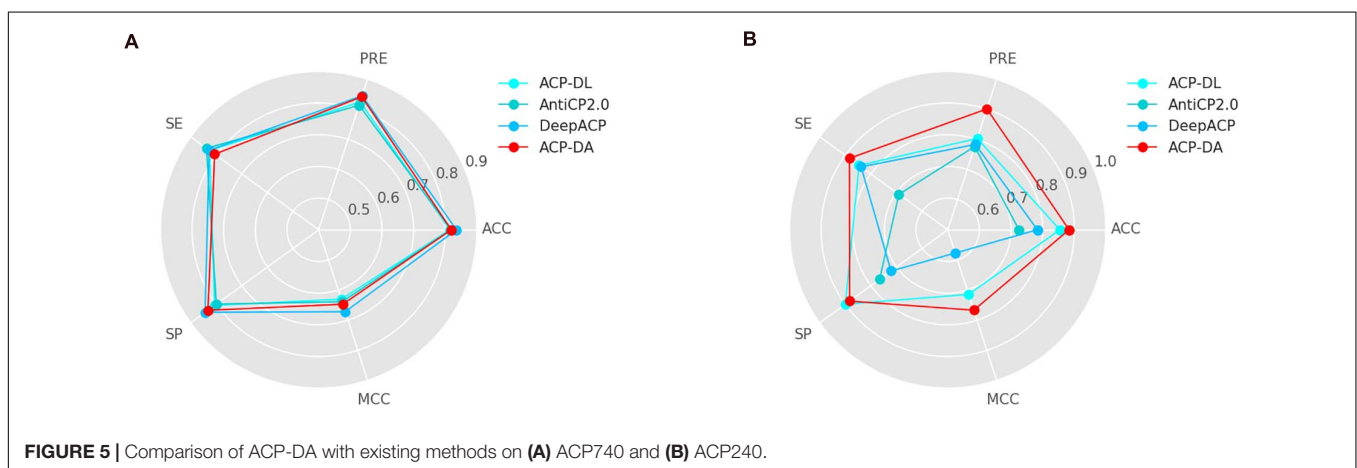 A
PRE
SE
ACC
SP
MCC
0.5
0.6
0.7
0.8
0.9
ACP-DL
AntiCP2.0
DeepACP
ACP-DA
B
PRE
SE
ACC
SP
MCC
0.6
0.7
0.8
0.9
1.0
ACP-DL
AntiCP2.0
DeepACP
ACP-DA
FIGURE 5 | Comparison of ACP-DA with existing methods on (A) ACP740 and (B) ACP240.